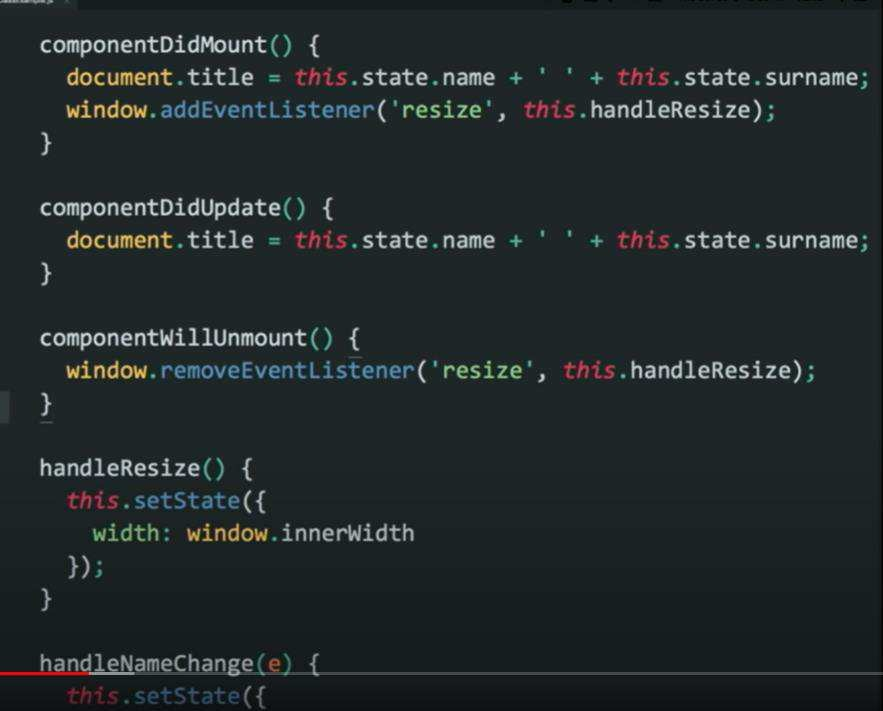 componentDidMount() {
document.title = this.state.name + ' ' + this.state.surname;
window.addEventListener('resize', this.handleResize);
}
componentDidUpdate() {
document.title = this.state.name + ' ' + this.state.surname;
}
componentWillUnmount() {
window.removeEventListener('resize', this.handleResize);
}
handleResize() {
this.setState({
width: window.innerWidth
});
}
handleNameChange(e) {
this.setState({